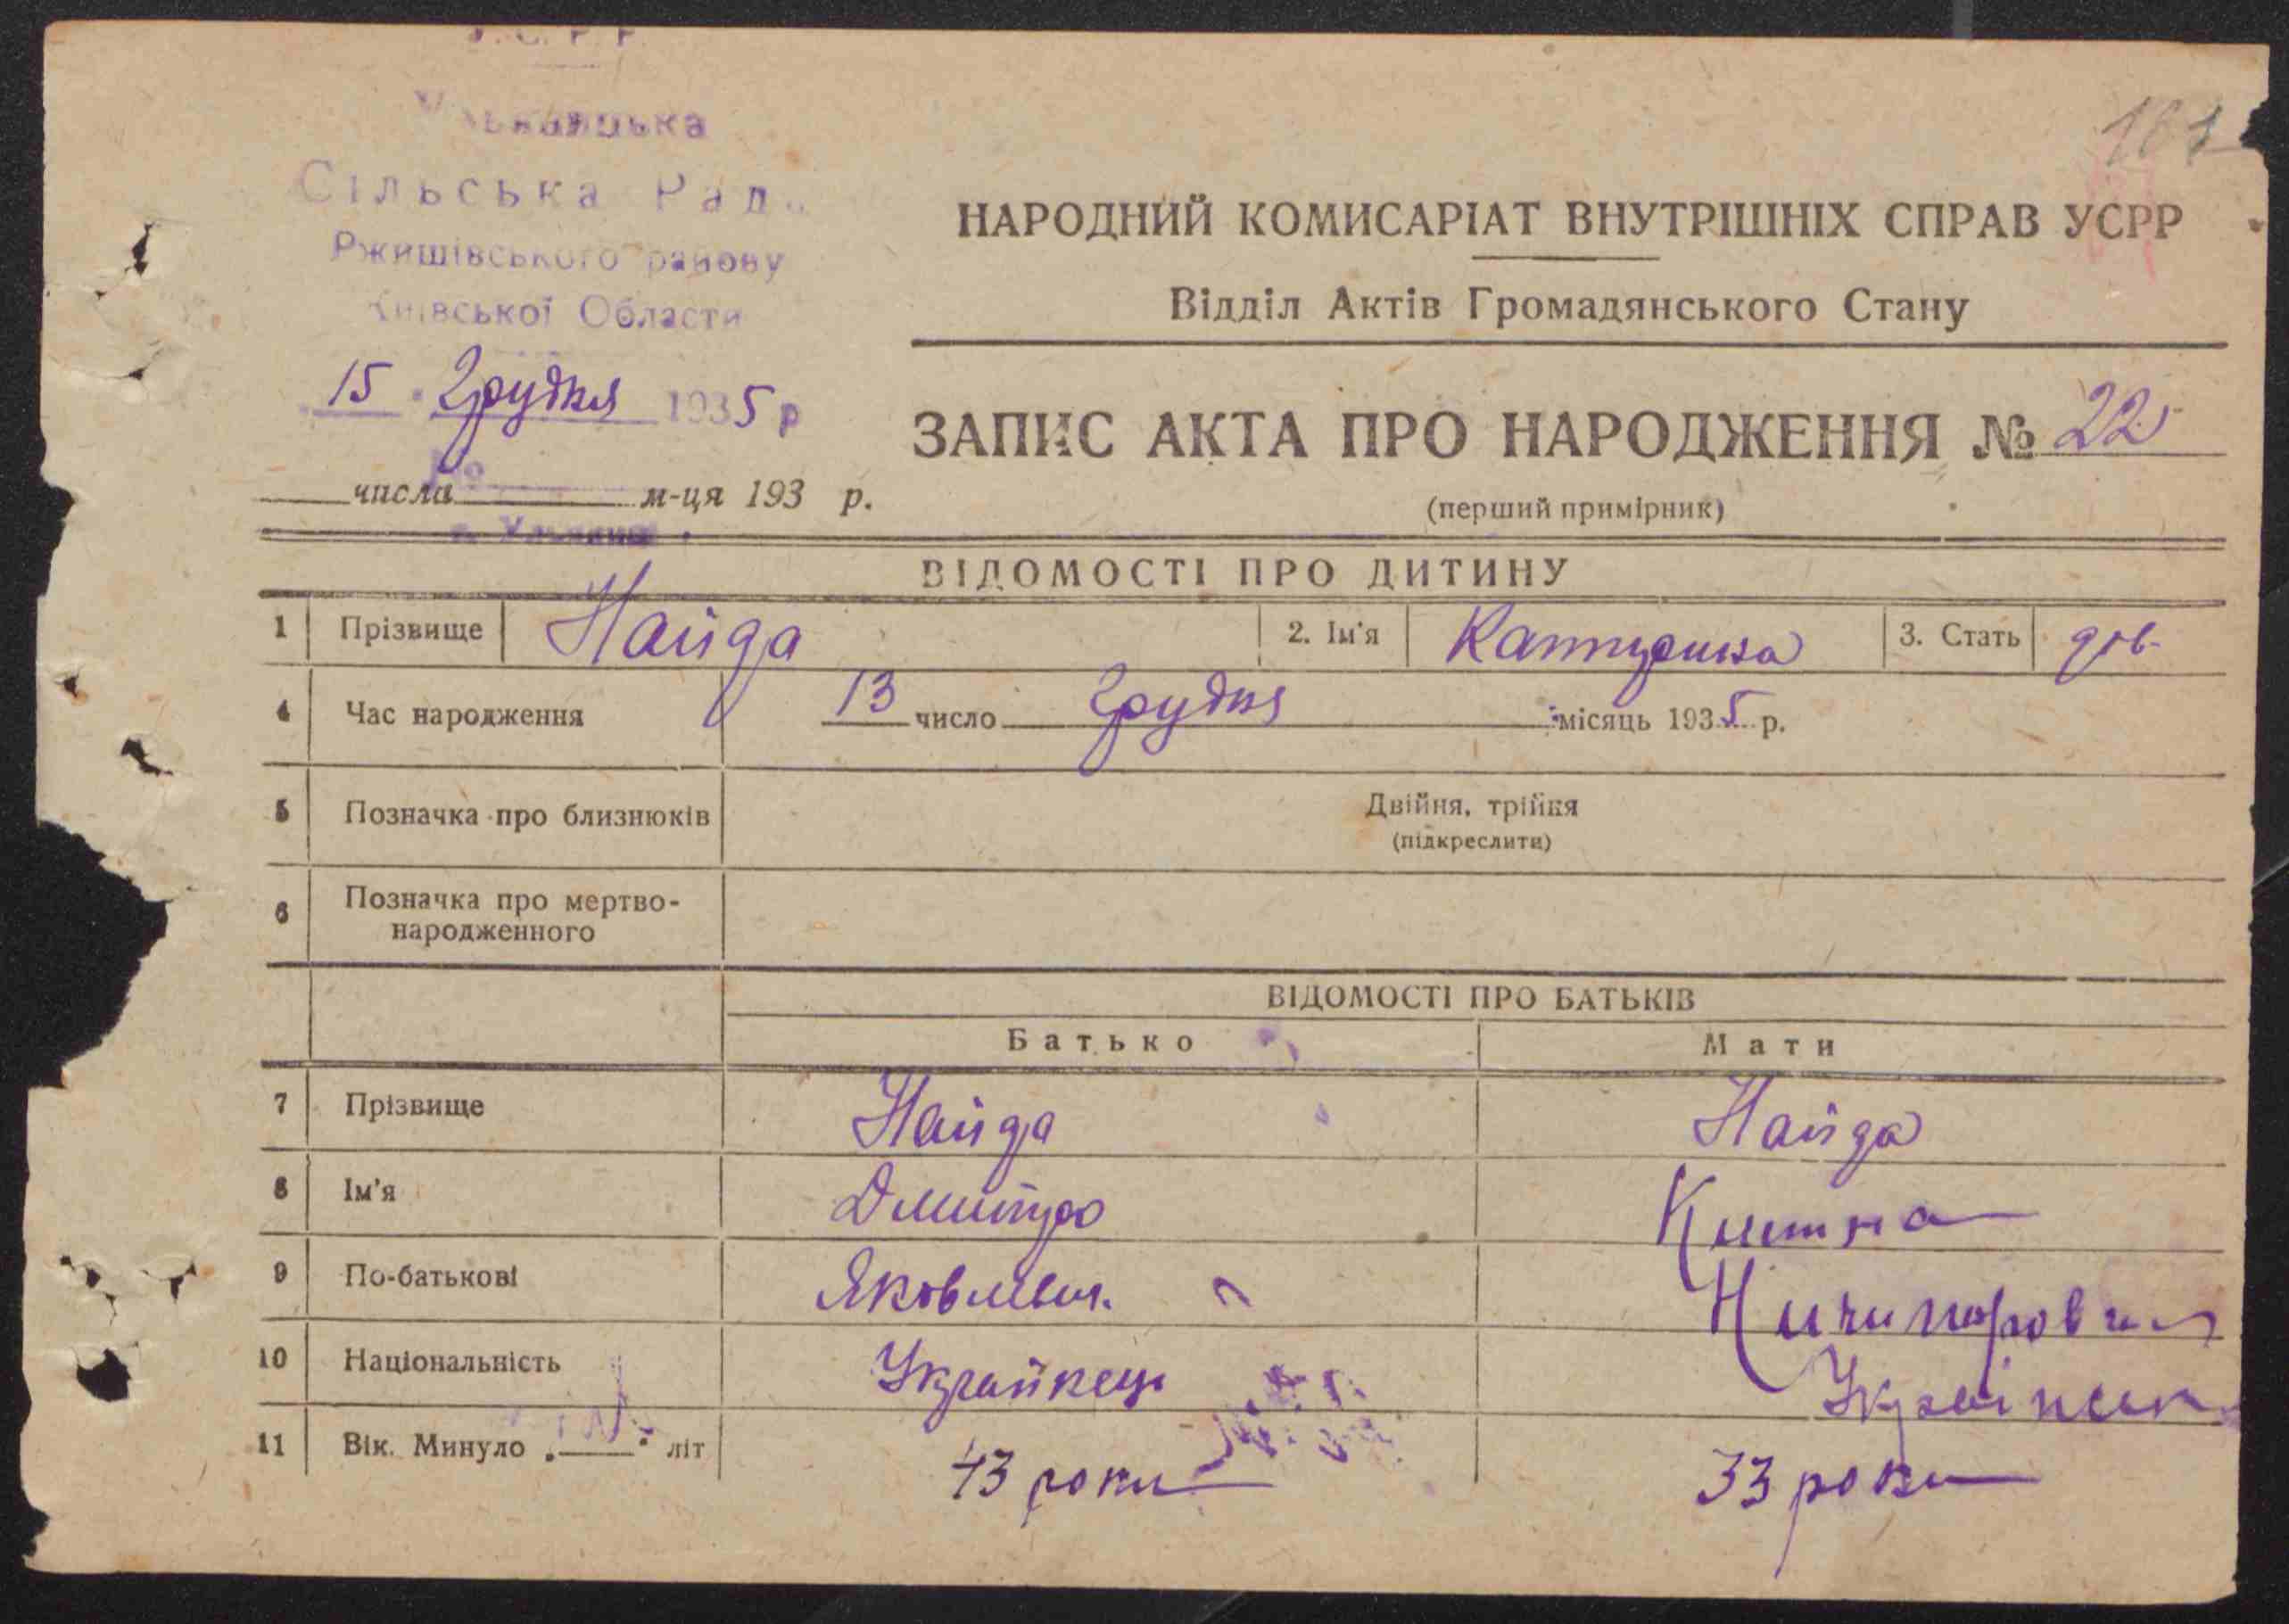 У. С. Р. Р.
Сільська Рада
Ржищівського району
Київської Области
15 Грудня 1935 р
№
числа м-ця 193 р.
187
НАРОДНИЙ КОМИСАРІАТ ВНУТРІШНІХ СПРАВ УСРР
Відділ Актів Громадянського Стану
ЗАПИС АКТА ПРО НАРОДЖЕННЯ № 22
(перший примірник)
ВІДОМОСТІ ПРО ДИТИНУ
1 Прізвище Найда 2. Ім'я Катерина 3. Стать дів.
4 Час народження 13 число Грудня місяць 1935 р.
5 Позначка про близнюків Двійня, трійня
(підкреслити)
6 Позначка про мертво-
народженного
ВІДОМОСТІ ПРО БАТЬКІВ
Батько Мати
7 Прізвище Найда Найда
8 Ім'я Дмитро
9 По-батькові Яковлевич.
10 Національність Українець
11 Вік. Минуло „ “ літ 43 роки 33 роки